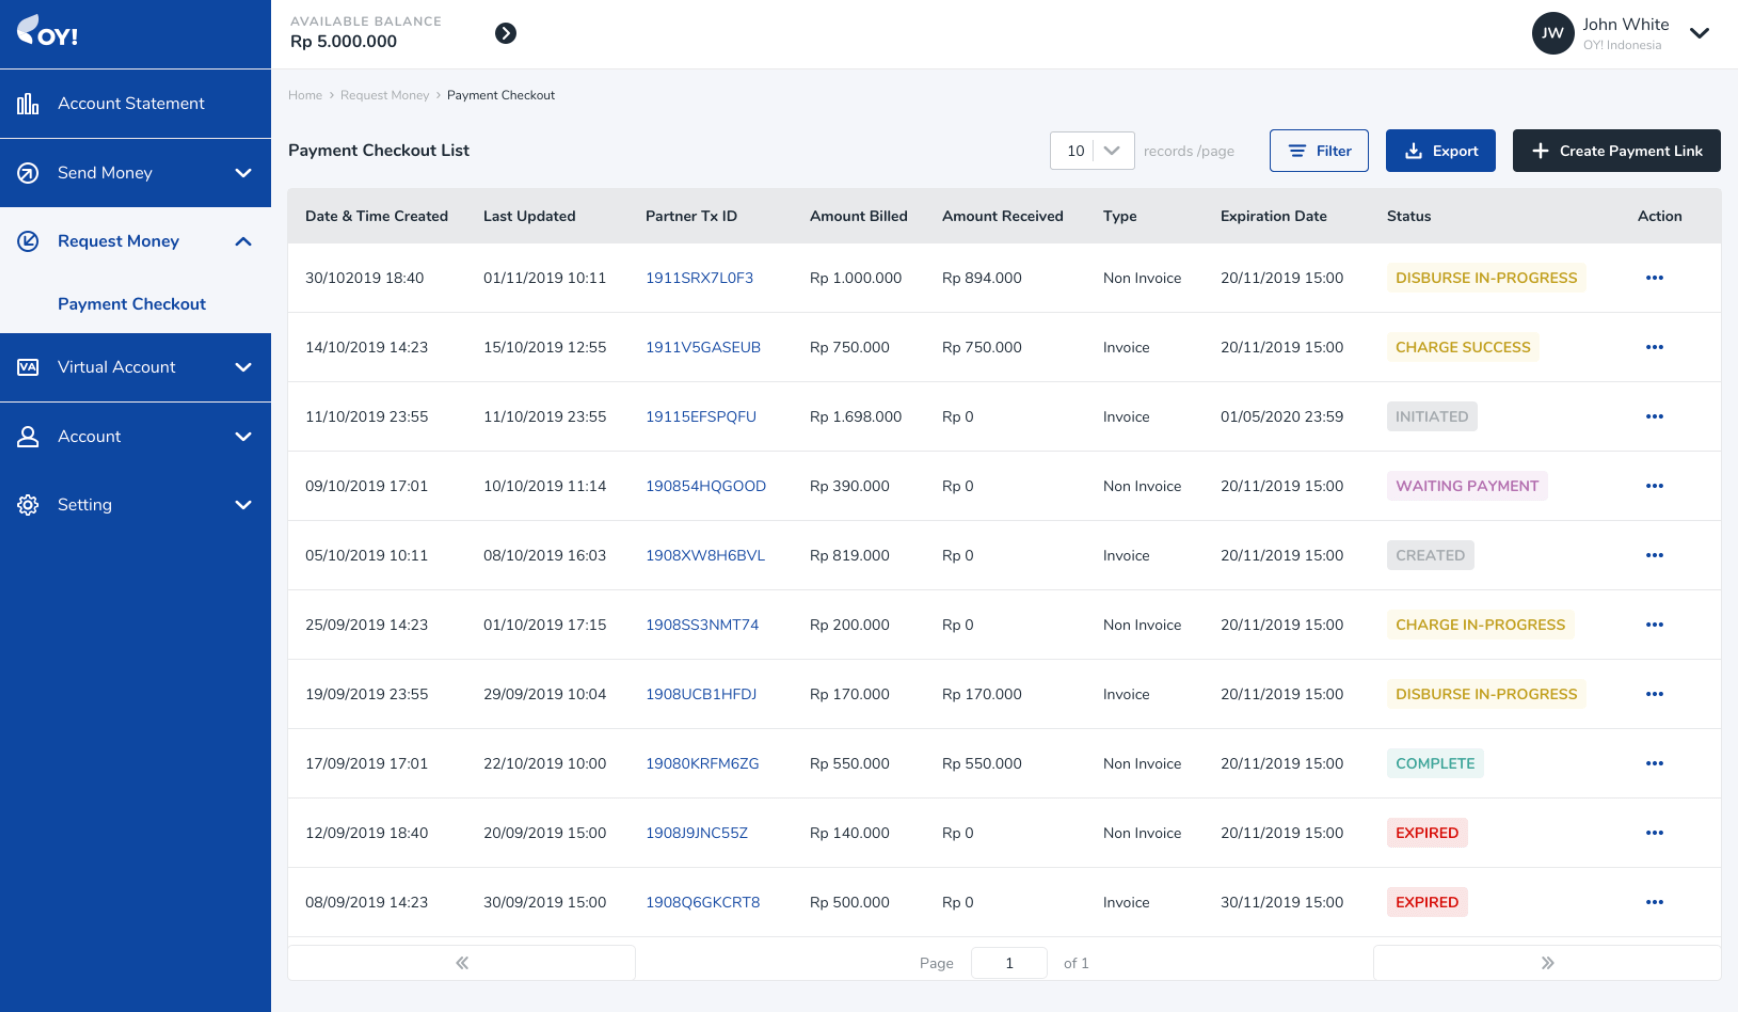 OY!
AVAILABLE BALANCE
Rp 5.000.000
JW
John White
OY! Indonesia
Account Statement
Send Money
Request Money
Payment Checkout
VA Virtual Account
Account
Setting
Home > Request Money > Payment Checkout
Payment Checkout List
10 records /page
Filter
Export
+ Create Payment Link
Date & Time Created Last Updated Partner Tx ID Amount Billed Amount Received Type Expiration Date Status Action
30/102019 18:40 01/11/2019 10:11 1911SRX7L0F3 Rp 1.000.000 Rp 894.000 Non Invoice 20/11/2019 15:00 DISBURSE IN-PROGRESS •••
14/10/2019 14:23 15/10/2019 12:55 1911V5GASEUB Rp 750.000 Rp 750.000 Invoice 20/11/2019 15:00 CHARGE SUCCESS •••
11/10/2019 23:55 11/10/2019 23:55 19115EFSPQFU Rp 1.698.000 Rp 0 Invoice 01/05/2020 23:59 INITIATED •••
09/10/2019 17:01 10/10/2019 11:14 190854HQGOOD Rp 390.000 Rp 0 Non Invoice 20/11/2019 15:00 WAITING PAYMENT •••
05/10/2019 10:11 08/10/2019 16:03 1908XW8H6BVL Rp 819.000 Rp 0 Invoice 20/11/2019 15:00 CREATED •••
25/09/2019 14:23 01/10/2019 17:15 1908SS3NMT74 Rp 200.000 Rp 0 Non Invoice 20/11/2019 15:00 CHARGE IN-PROGRESS •••
19/09/2019 23:55 29/09/2019 10:04 1908UCB1HFDJ Rp 170.000 Rp 170.000 Invoice 20/11/2019 15:00 DISBURSE IN-PROGRESS •••
17/09/2019 17:01 22/10/2019 10:00 19080KRFM6ZG Rp 550.000 Rp 550.000 Non Invoice 20/11/2019 15:00 COMPLETE •••
12/09/2019 18:40 20/09/2019 15:00 1908J9JNC55Z Rp 140.000 Rp 0 Non Invoice 20/11/2019 15:00 EXPIRED •••
08/09/2019 14:23 30/09/2019 15:00 1908Q6GKCRT8 Rp 500.000 Rp 0 Invoice 30/11/2019 15:00 EXPIRED •••
« Page 1 of 1 »